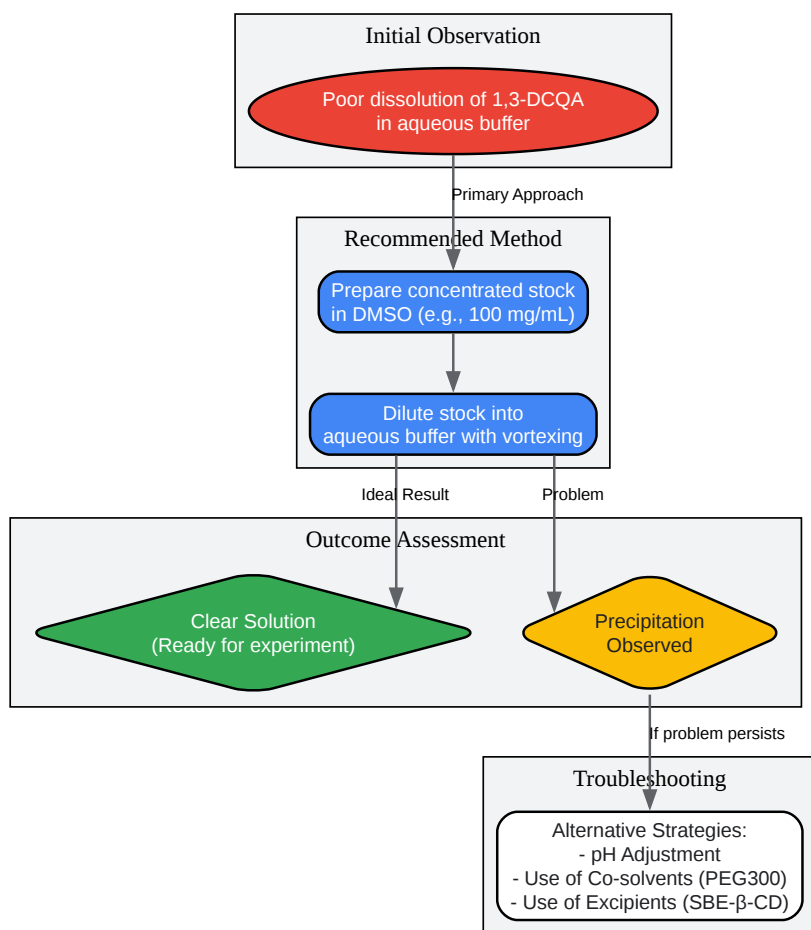 Initial Observation
Poor dissolution of 1,3-DCQA
in aqueous buffer
Primary Approach
Recommended Method
Prepare concentrated stock
in DMSO (e.g., 100 mg/mL)
Dilute stock into
aqueous buffer with vortexing
Ideal Result
Problem
Outcome Assessment
Clear Solution
(Ready for experiment)
Precipitation
Observed
If problem persists
Troubleshooting
Alternative Strategies:
- pH Adjustment
- Use of Co-solvents (PEG300)
- Use of Excipients (SBE-β-CD)